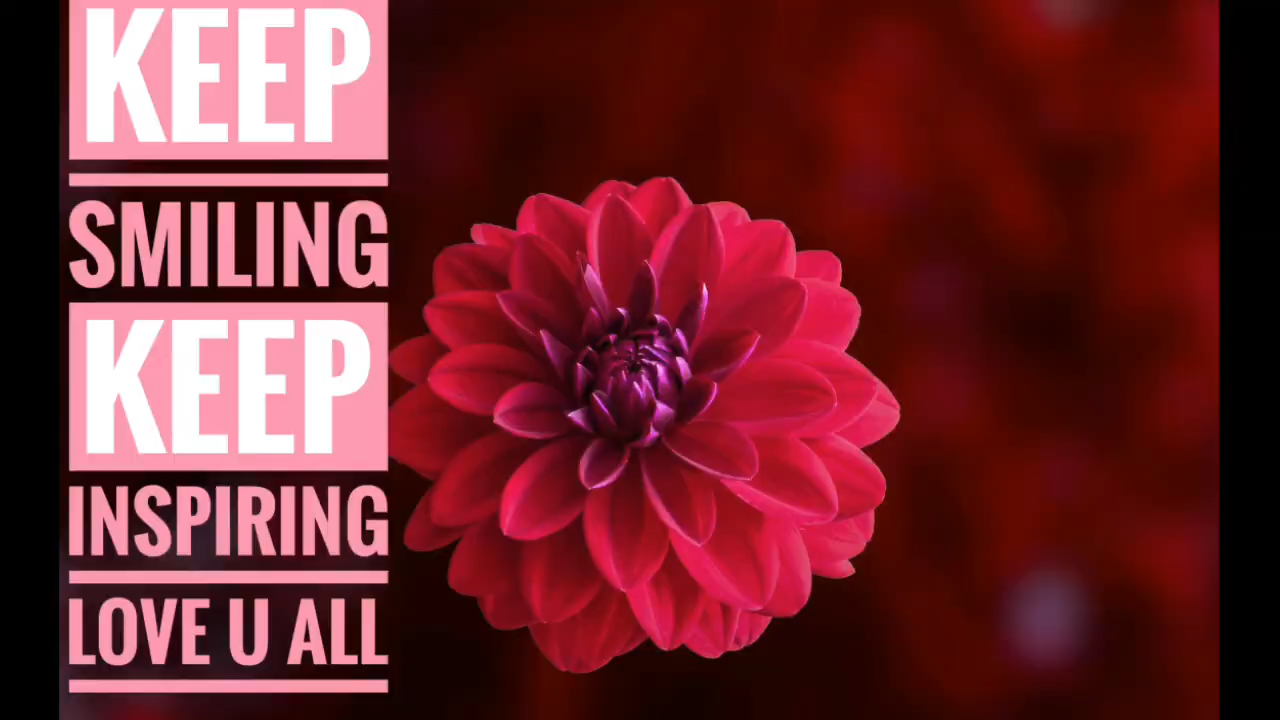 KEEP
SMILING
KEEP
INSPIRING
LOVE U ALL